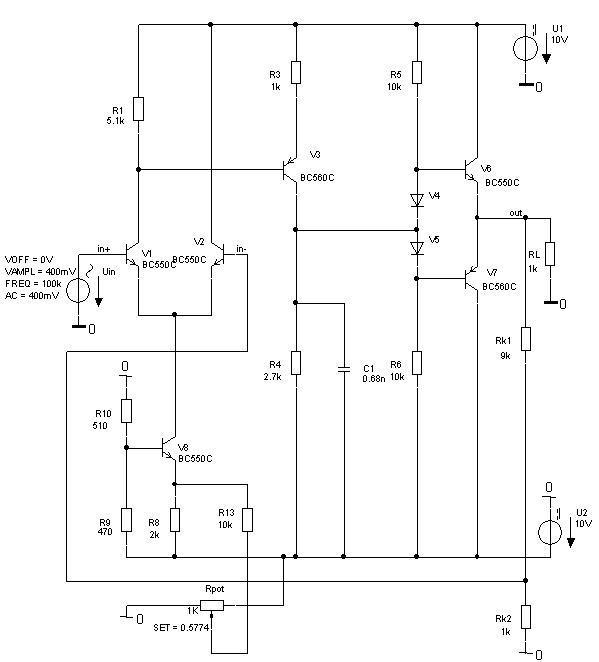 U1
10V
0
R3
1k
R5
10k
R1
5.1k
V3
BC560C
V6
BC550C
V4
out
in+
V1
BC550C
V2
BC550C
in-
V5
V7
BC560C
RL
1k
0
VOFF = 0V
VAMPL = 400mV
FREQ = 100k
AC = 400mV
Uin
0
Rk1
9k
0
R4
2.7k
C1
0.68n
R6
10k
R10
510
V8
BC550C
0
R9
470
R8
2k
R13
10k
U2
10V
Rpot
1K
0
SET = 0.5774
Rk2
1k
0